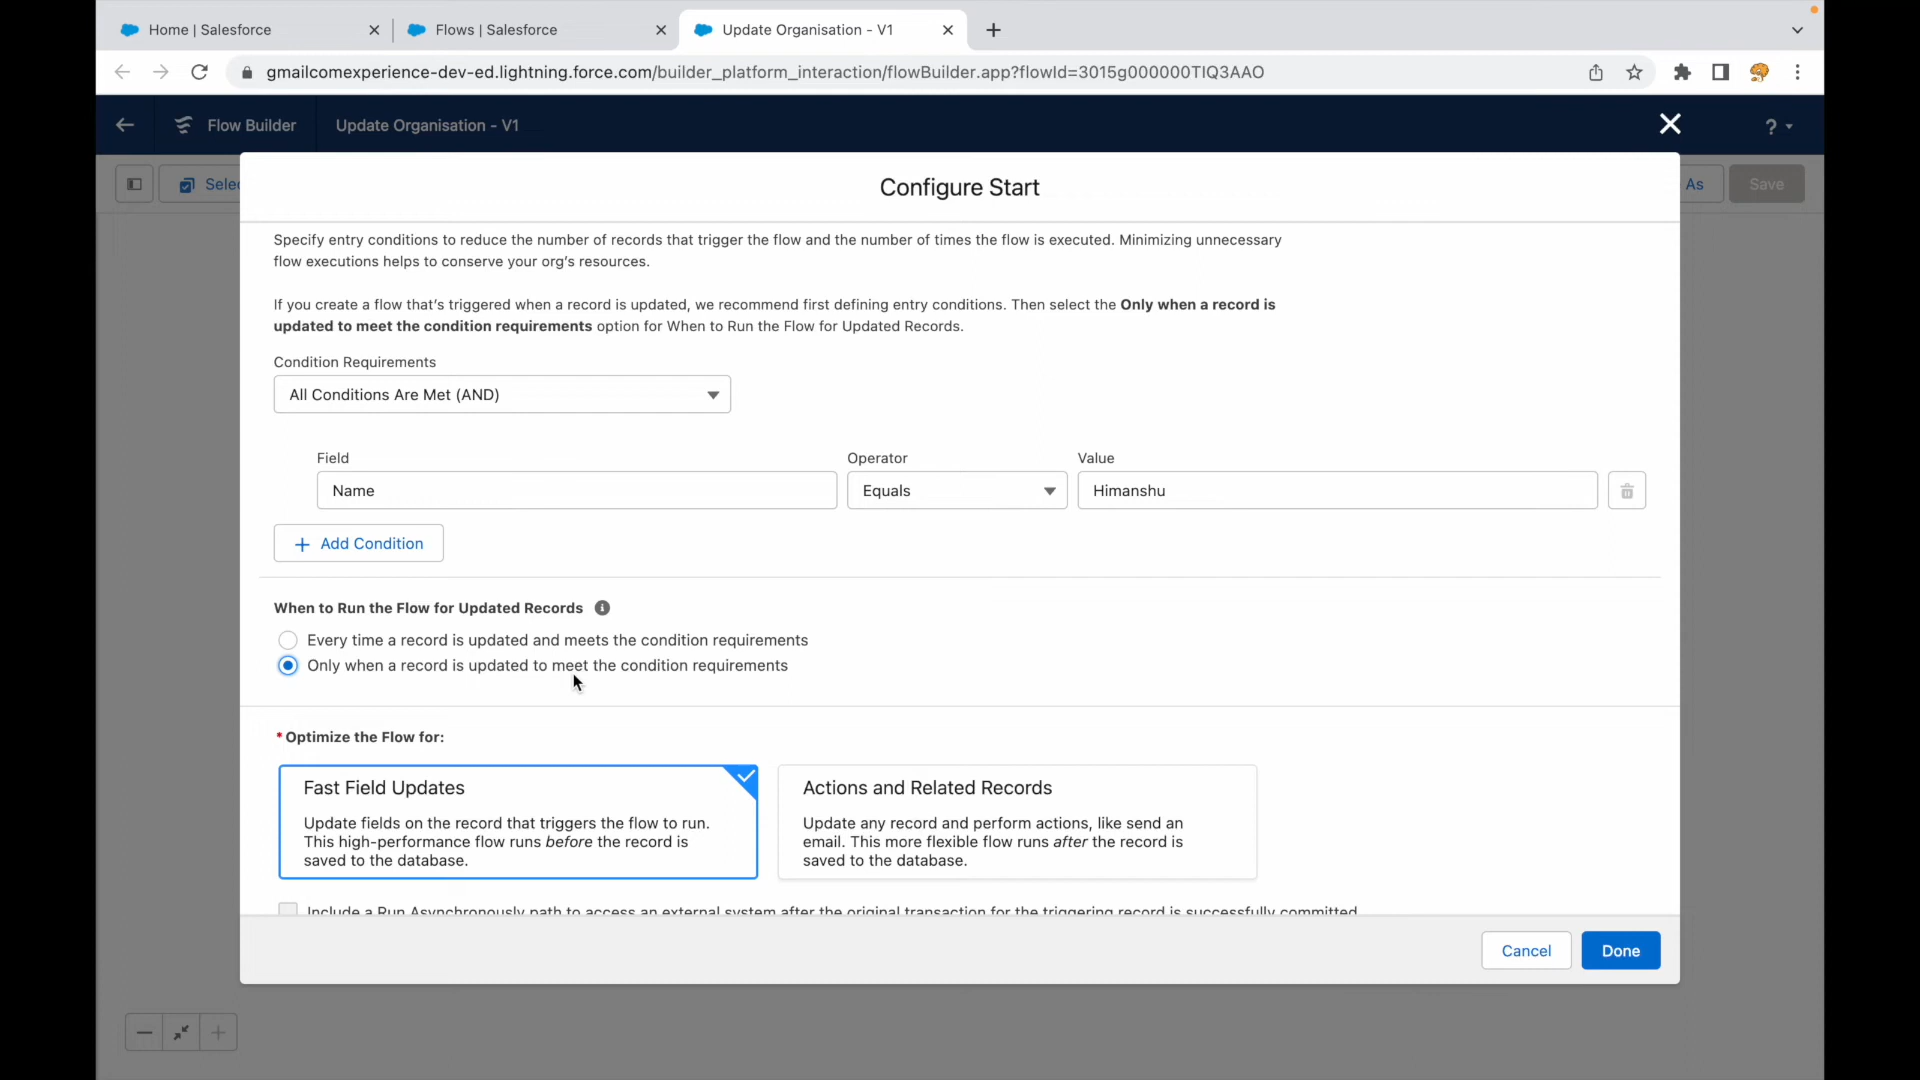 Home | Salesforce
Flows | Salesforce
Update Organisation - V1
gmailcomexperience-dev-ed.lightning.force.com/builder_platform_interaction/flowBuilder.app?flowId=3015g000000TIQ3AAO
Flow Builder
Update Organisation - V1
?
Selec
As
Save
Configure Start
Specify entry conditions to reduce the number of records that trigger the flow and the number of times the flow is executed. Minimizing unnecessary
flow executions helps to conserve your org's resources.
If you create a flow that's triggered when a record is updated, we recommend first defining entry conditions. Then select the Only when a record is
updated to meet the condition requirements option for When to Run the Flow for Updated Records.
Condition Requirements
All Conditions Are Met (AND)
Field
Operator
Value
Name
Equals
Himanshu
+ Add Condition
When to Run the Flow for Updated Records
Every time a record is updated and meets the condition requirements
Only when a record is updated to meet the condition requirements
* Optimize the Flow for:
Fast Field Updates
Update fields on the record that triggers the flow to run.
This high-performance flow runs before the record is
saved to the database.
Actions and Related Records
Update any record and perform actions, like send an
email. This more flexible flow runs after the record is
saved to the database.
Include a Run Asynchronously path to access an external system after the original transaction for the triggering record is successfully committed
Cancel
Done